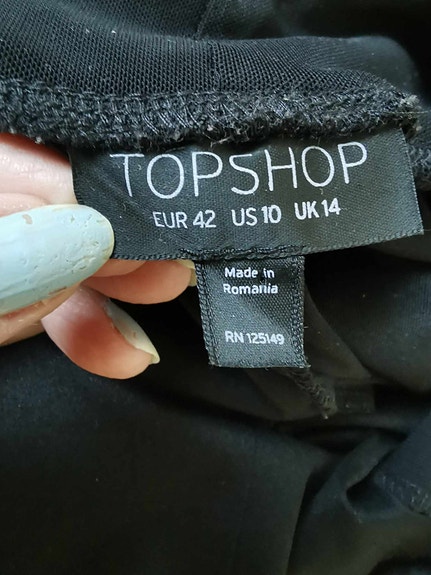 TOPSHOP
EUR 42 US 10 UK 14
Made in
Romania
RN 125149